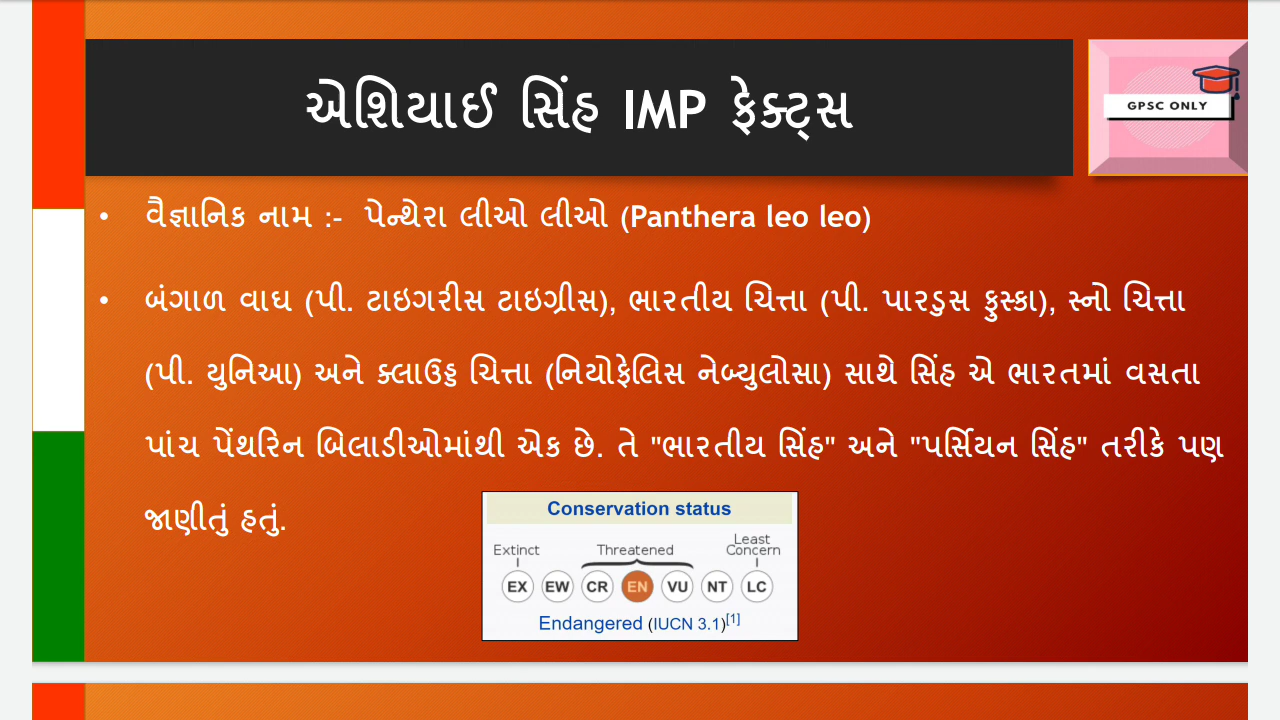 એશિયાઈ સિંહ IMP ફેક્ટ્સ
GPSC ONLY
• વૈજ્ઞાનિક નામ :- પેન્થેરા લીઓ લીઓ (Panthera leo leo)
• બંગાળ વાઘ (પી. ટાઇગરીસ ટાઇગ્રીસ), ભારતીય ચિત્તા (પી. પારડુસ ફુસ્કા), સ્નો ચિત્તા
(પી. યુનિઆ) અને ક્લાઉડ્ડ ચિત્તા (નિયોફેલિસ નેબ્યુલોસા) સાથે સિંહ એ ભારતમાં વસતા
પાંચ પેંથરિન બિલાડીઓમાંથી એક છે. તે "ભારતીય સિંહ" અને "પર્સિયન સિંહ" તરીકે પણ
જાણીતું હતું.
Conservation status
Extinct Threatened Least Concern
EX EW CR EN VU NT LC
Endangered (IUCN 3.1)[1]